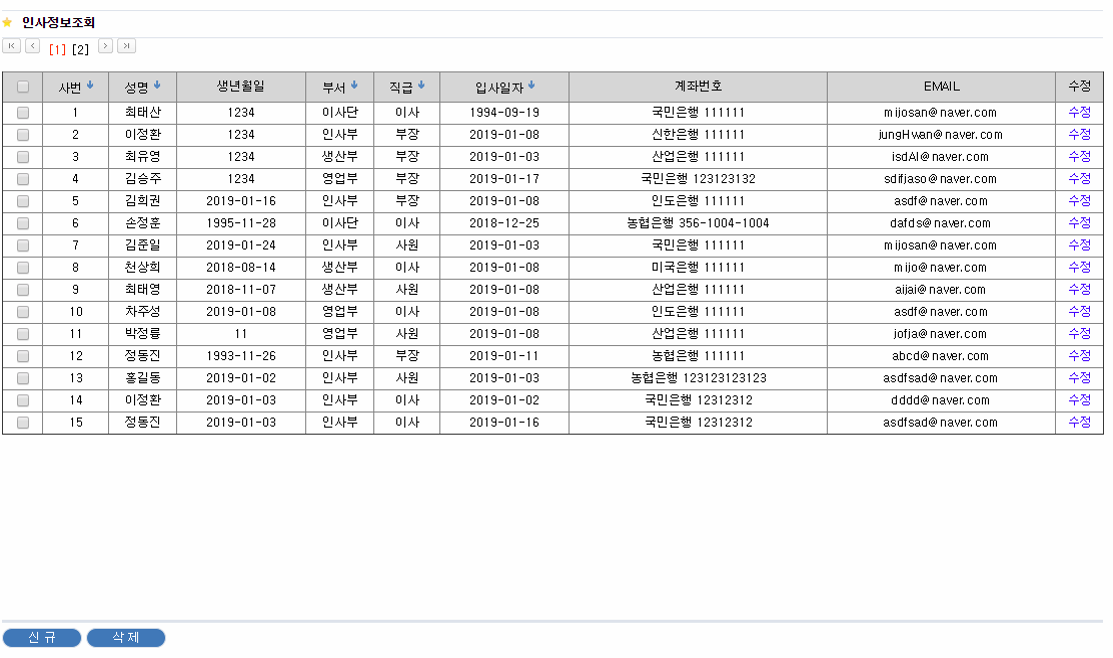 인사정보조회
[1] [2]
사번 성명 생년월일 부서 직급 입사일자 계좌번호 EMAIL 수정
1 최태산 1234 이사단 이사 1994-09-19 국민은행 111111 mijosan@naver.com 수정
2 이정환 1234 인사부 부장 2019-01-08 신한은행 111111 jungHwan@naver.com 수정
3 최유영 1234 생산부 부장 2019-01-03 산업은행 111111 isdAl@naver.com 수정
4 김승주 1234 영업부 부장 2019-01-17 국민은행 123123132 sdifjaso@naver.com 수정
5 김희권 2019-01-16 인사부 부장 2019-01-08 인도은행 111111 asdf@naver.com 수정
6 손정훈 1995-11-28 이사단 이사 2018-12-25 농협은행 356-1004-1004 dafds@naver.com 수정
7 김준일 2019-01-24 인사부 사원 2019-01-03 국민은행 111111 mijosan@naver.com 수정
8 천상희 2018-08-14 생산부 이사 2019-01-08 미국은행 111111 mijo@naver.com 수정
9 최태영 2018-11-07 생산부 사원 2019-01-08 산업은행 111111 aijai@naver.com 수정
10 차주성 2019-01-08 영업부 이사 2019-01-08 인도은행 111111 asdf@naver.com 수정
11 박정률 11 영업부 사원 2019-01-08 산업은행 111111 jofja@naver.com 수정
12 정동진 1993-11-26 인사부 부장 2019-01-11 농협은행 111111 abcd@naver.com 수정
13 홍길동 2019-01-02 인사부 사원 2019-01-03 농협은행 123123123123 asdfsad@naver.com 수정
14 이정환 2019-01-03 인사부 이사 2019-01-02 국민은행 12312312 dddd@naver.com 수정
15 정동진 2019-01-03 인사부 이사 2019-01-16 국민은행 12312312 asdfsad@naver.com 수정
신 규 삭 제